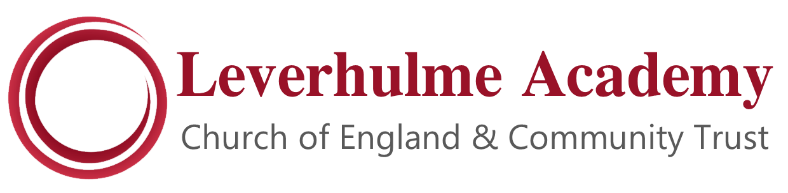 Leverhulme Academy
Church of England & Community Trust